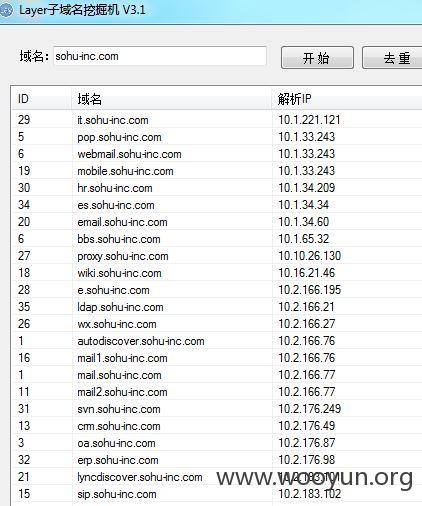 Layer子域名挖掘机 V3.1
域名: sohu-inc.com 开 始 去 重
ID 域名 解析IP
29 it.sohu-inc.com 10.1.221.121
5 pop.sohu-inc.com 10.1.33.243
6 webmail.sohu-inc.com 10.1.33.243
19 mobile.sohu-inc.com 10.1.33.243
30 hr.sohu-inc.com 10.1.34.209
34 es.sohu-inc.com 10.1.34.34
20 email.sohu-inc.com 10.1.34.60
6 bbs.sohu-inc.com 10.1.65.32
27 proxy.sohu-inc.com 10.10.26.130
18 wiki.sohu-inc.com 10.16.21.46
28 e.sohu-inc.com 10.2.166.195
35 ldap.sohu-inc.com 10.2.166.21
26 wx.sohu-inc.com 10.2.166.27
1 autodiscover.sohu-inc.com 10.2.166.76
16 mail1.sohu-inc.com 10.2.166.76
1 mail.sohu-inc.com 10.2.166.77
11 mail2.sohu-inc.com 10.2.166.77
31 svn.sohu-inc.com 10.2.176.249
13 crm.sohu-inc.com 10.2.176.49
3 oa.sohu-inc.com 10.2.176.87
32 erp.sohu-inc.com 10.2.176.98
21 lyncdiscover.sohu-inc.com
15 sip.sohu-inc.com 10.2.183.102
www.wooyun.org